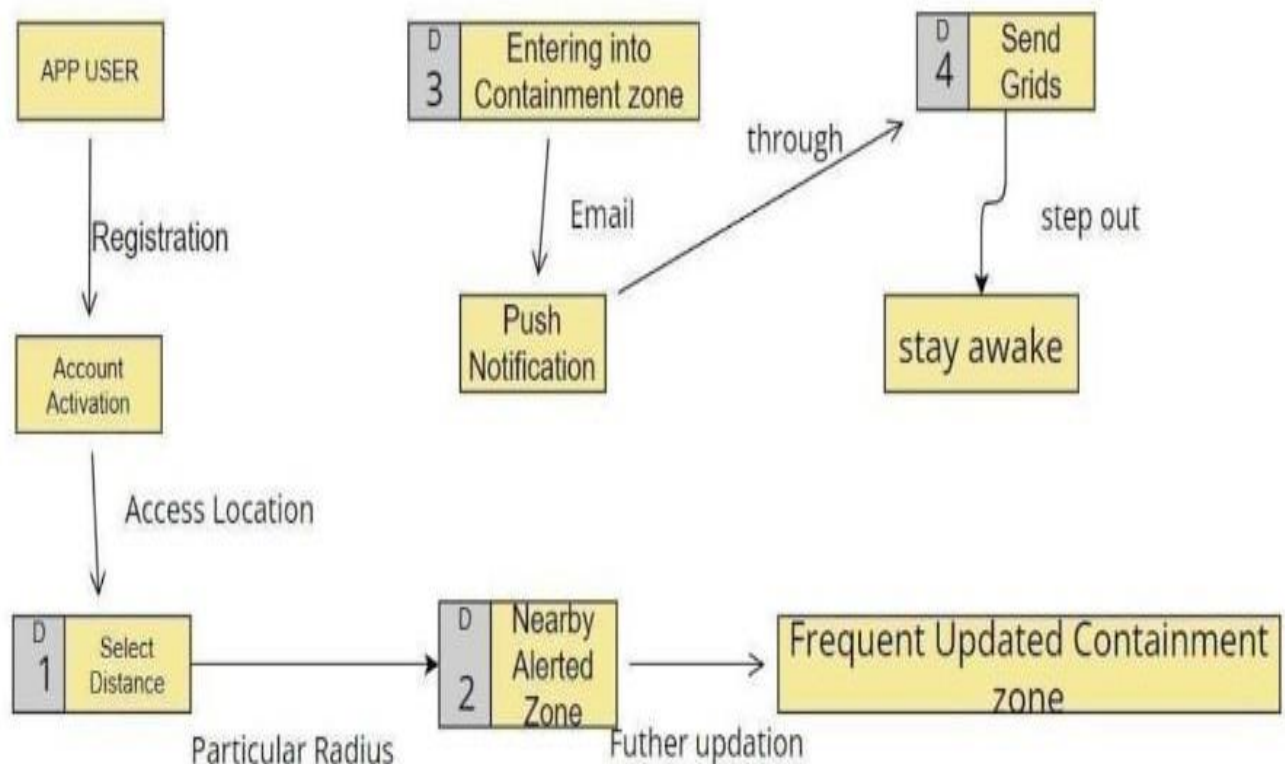 APP USER
D
3
Entering into
Containment zone
D
4
Send
Grids
through
Registration
Email
step out
Push
Notification
stay awake
Account
Activation
Access Location
D
1
Select
Distance
D
2
Nearby
Alerted
Zone
Frequent Updated Containment
zone
Particular Radius
Futher updation